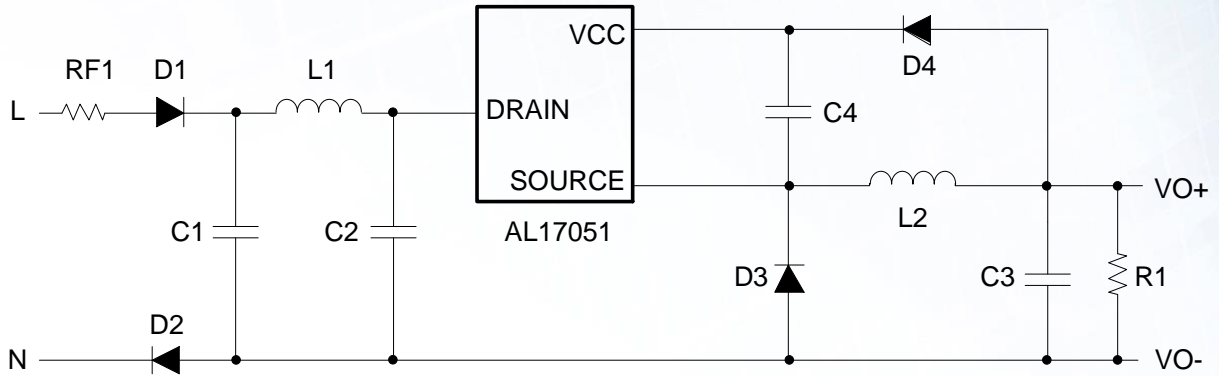 VCC
D4
RF1
D1
L1
L
DRAIN
C4
SOURCE
VO+
L2
C1
C2
AL17051
D3
C3
R1
D2
N
VO-